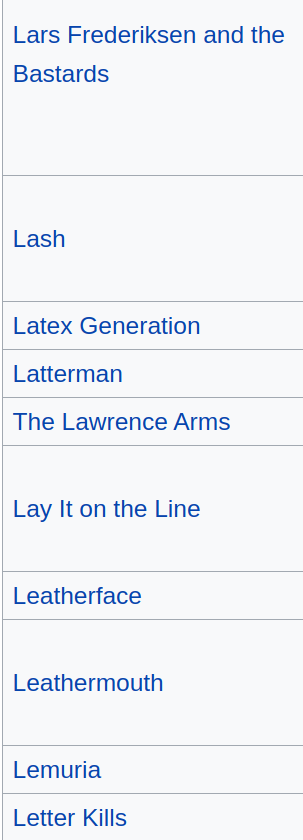 Lars Frederiksen and the
Bastards
Lash
Latex Generation
Latterman
The Lawrence Arms
Lay It on the Line
Leatherface
Leathermouth
Lemuria
Letter Kills